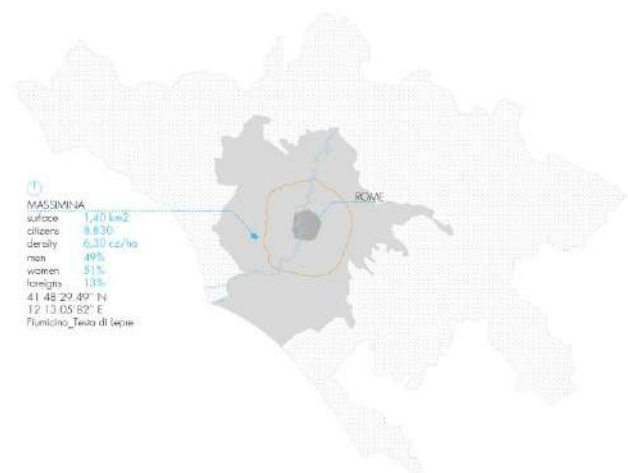 MASSIMINA
surface 1,40 km2
citizens 8.830
density 6,30 cz/ha
men 49%
women 51%
foreigns 13%
41 48 29.49" N
12 13 05 82" E
Fiumicino_Testa di Lepre
ROME